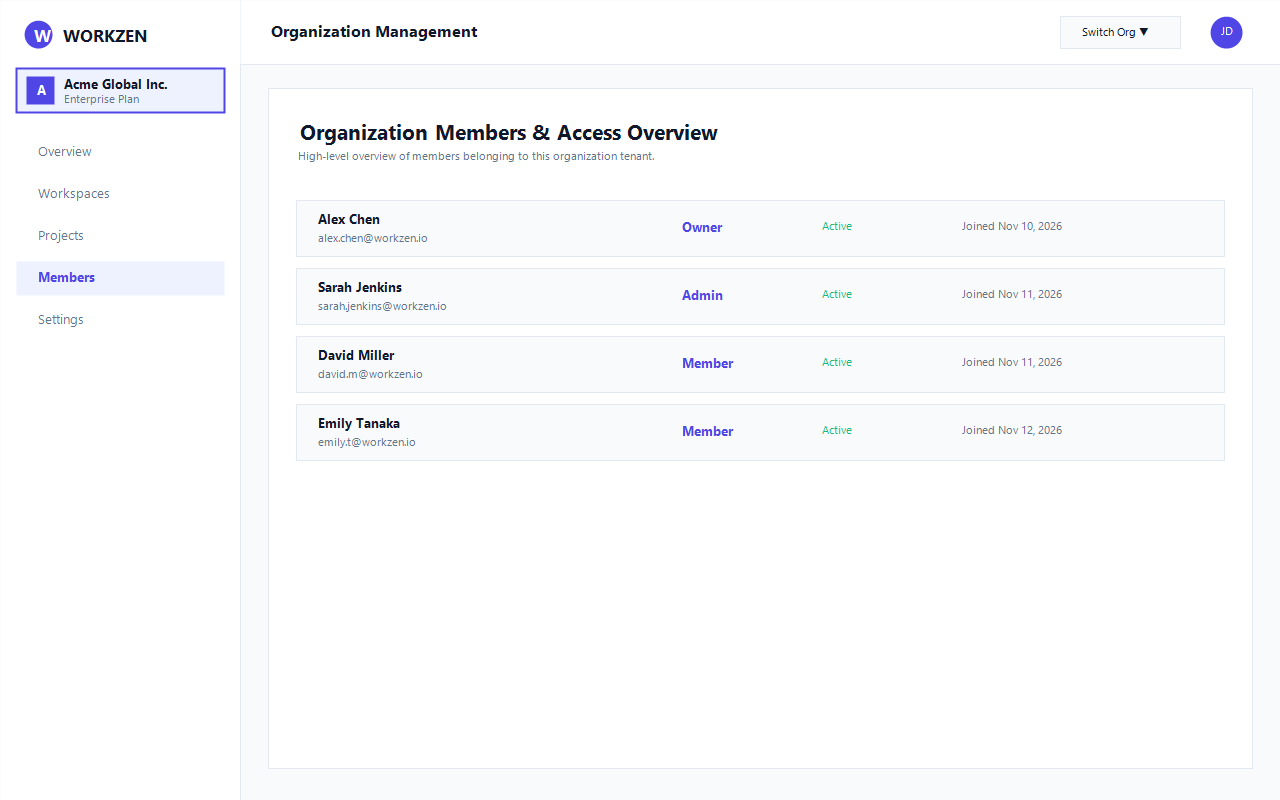 W WORKZEN
Organization Management
Switch Org ▼
JD
A
Acme Global Inc.
Enterprise Plan
Overview
Workspaces
Projects
Members
Settings
Organization Members & Access Overview
High-level overview of members belonging to this organization tenant.
Alex Chen
alex.chen@workzen.io
Owner
Active
Joined Nov 10, 2026
Sarah Jenkins
sarah.jenkins@workzen.io
Admin
Active
Joined Nov 11, 2026
David Miller
david.m@workzen.io
Member
Active
Joined Nov 11, 2026
Emily Tanaka
emily.t@workzen.io
Member
Active
Joined Nov 12, 2026